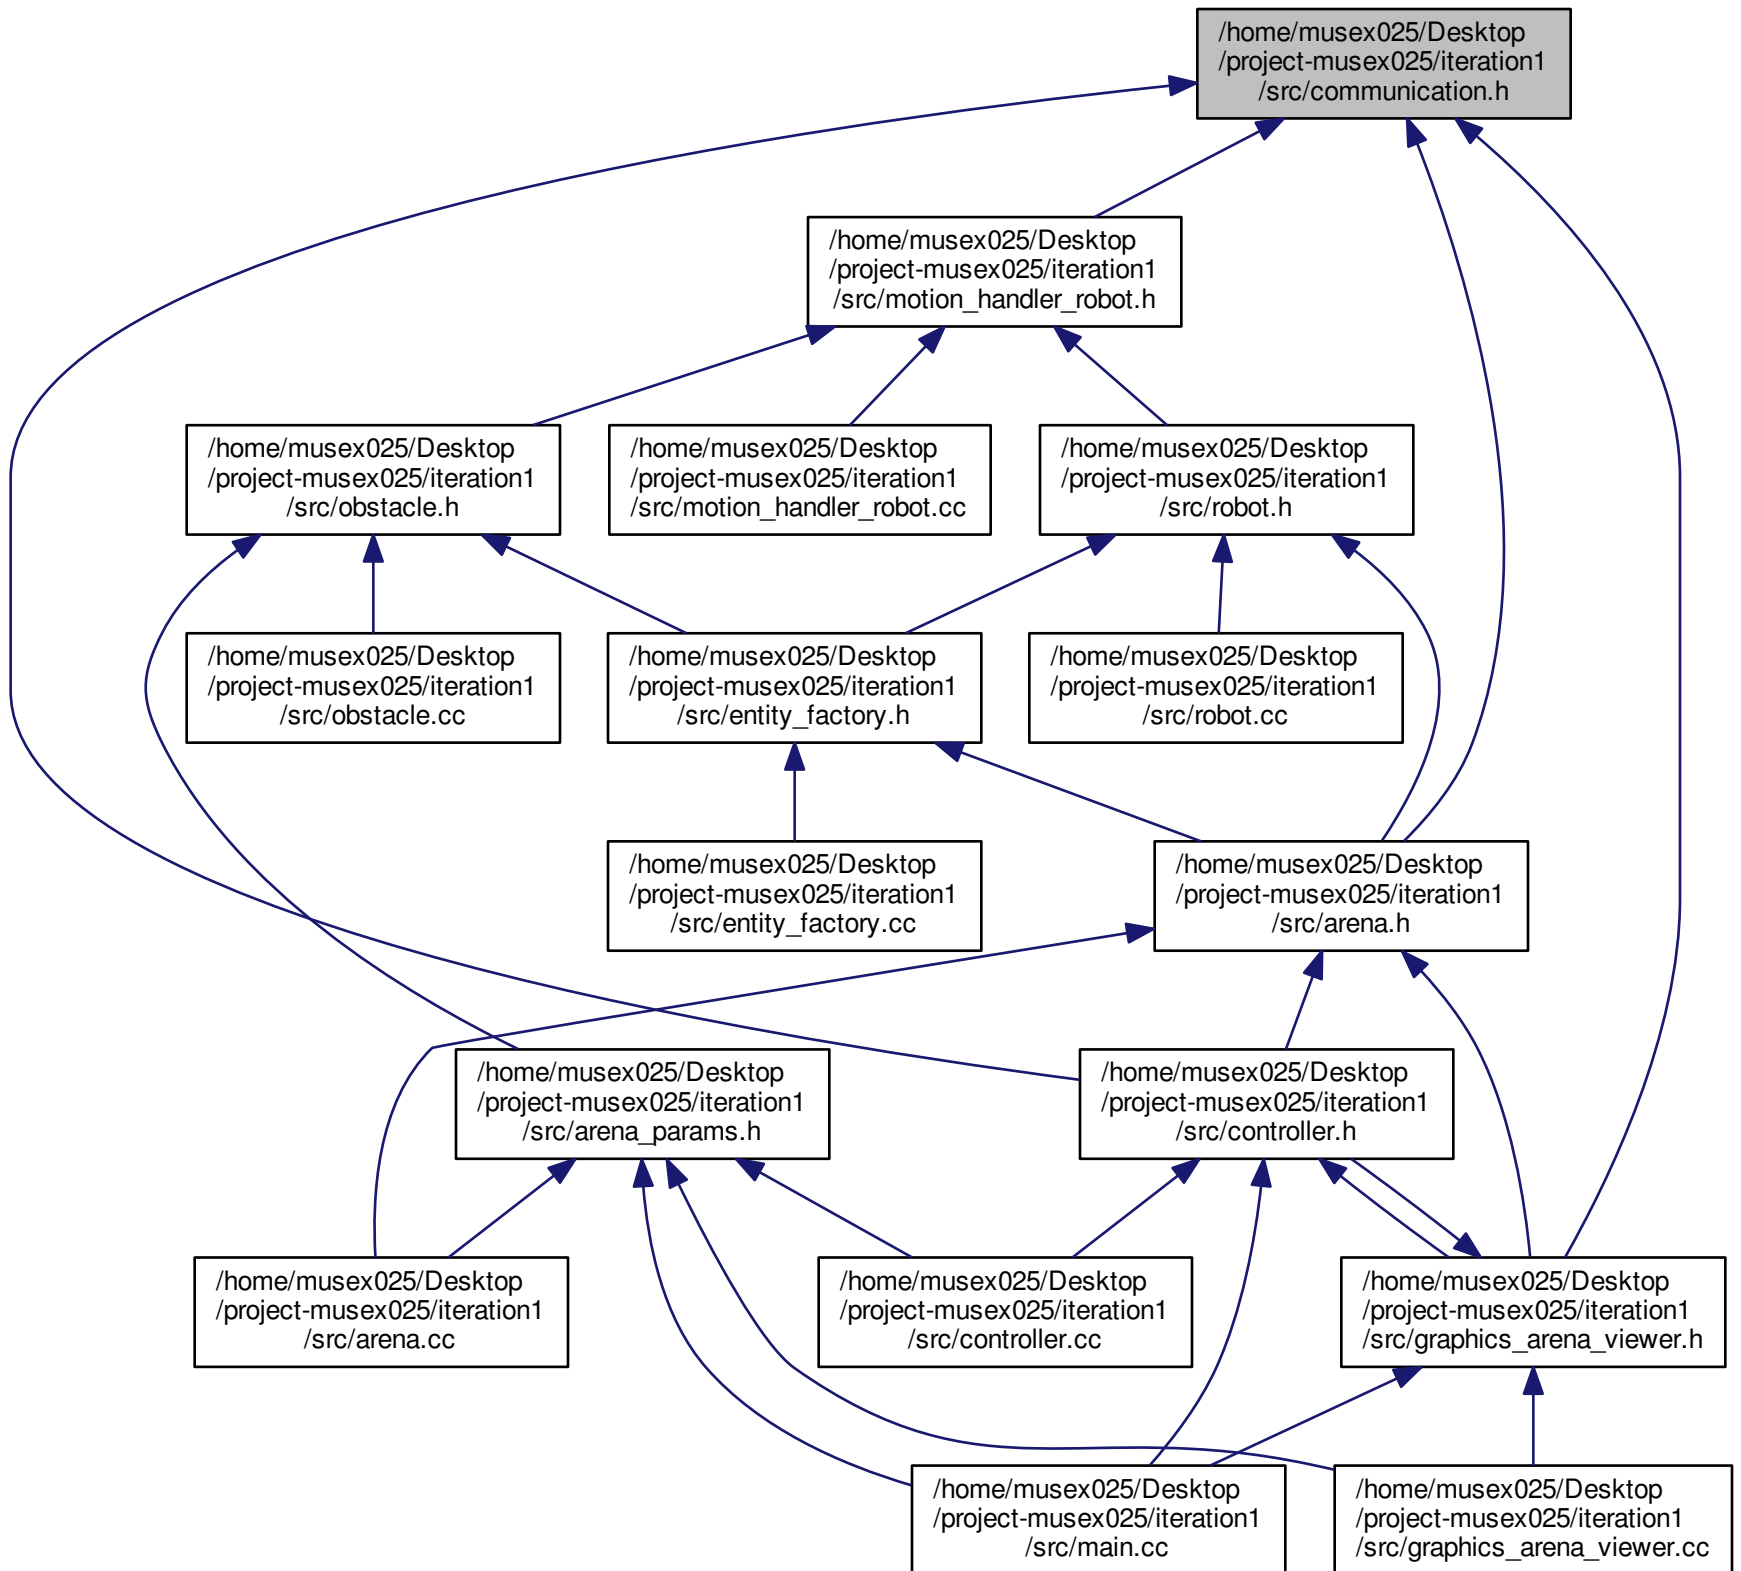 /home/musex025/Desktop
/project-musex025/iteration1
/src/communication.h
/home/musex025/Desktop
/project-musex025/iteration1
/src/motion_handler_robot.h
/home/musex025/Desktop
/project-musex025/iteration1
/src/obstacle.h
/home/musex025/Desktop
/project-musex025/iteration1
/src/motion_handler_robot.cc
/home/musex025/Desktop
/project-musex025/iteration1
/src/robot.h
/home/musex025/Desktop
/project-musex025/iteration1
/src/obstacle.cc
/home/musex025/Desktop
/project-musex025/iteration1
/src/entity_factory.h
/home/musex025/Desktop
/project-musex025/iteration1
/src/robot.cc
/home/musex025/Desktop
/project-musex025/iteration1
/src/entity_factory.cc
/home/musex025/Desktop
/project-musex025/iteration1
/src/arena.h
/home/musex025/Desktop
/project-musex025/iteration1
/src/arena_params.h
/home/musex025/Desktop
/project-musex025/iteration1
/src/controller.h
/home/musex025/Desktop
/project-musex025/iteration1
/src/arena.cc
/home/musex025/Desktop
/project-musex025/iteration1
/src/controller.cc
/home/musex025/Desktop
/project-musex025/iteration1
/src/graphics_arena_viewer.h
/home/musex025/Desktop
/project-musex025/iteration1
/src/main.cc
/home/musex025/Desktop
/project-musex025/iteration1
/src/graphics_arena_viewer.cc